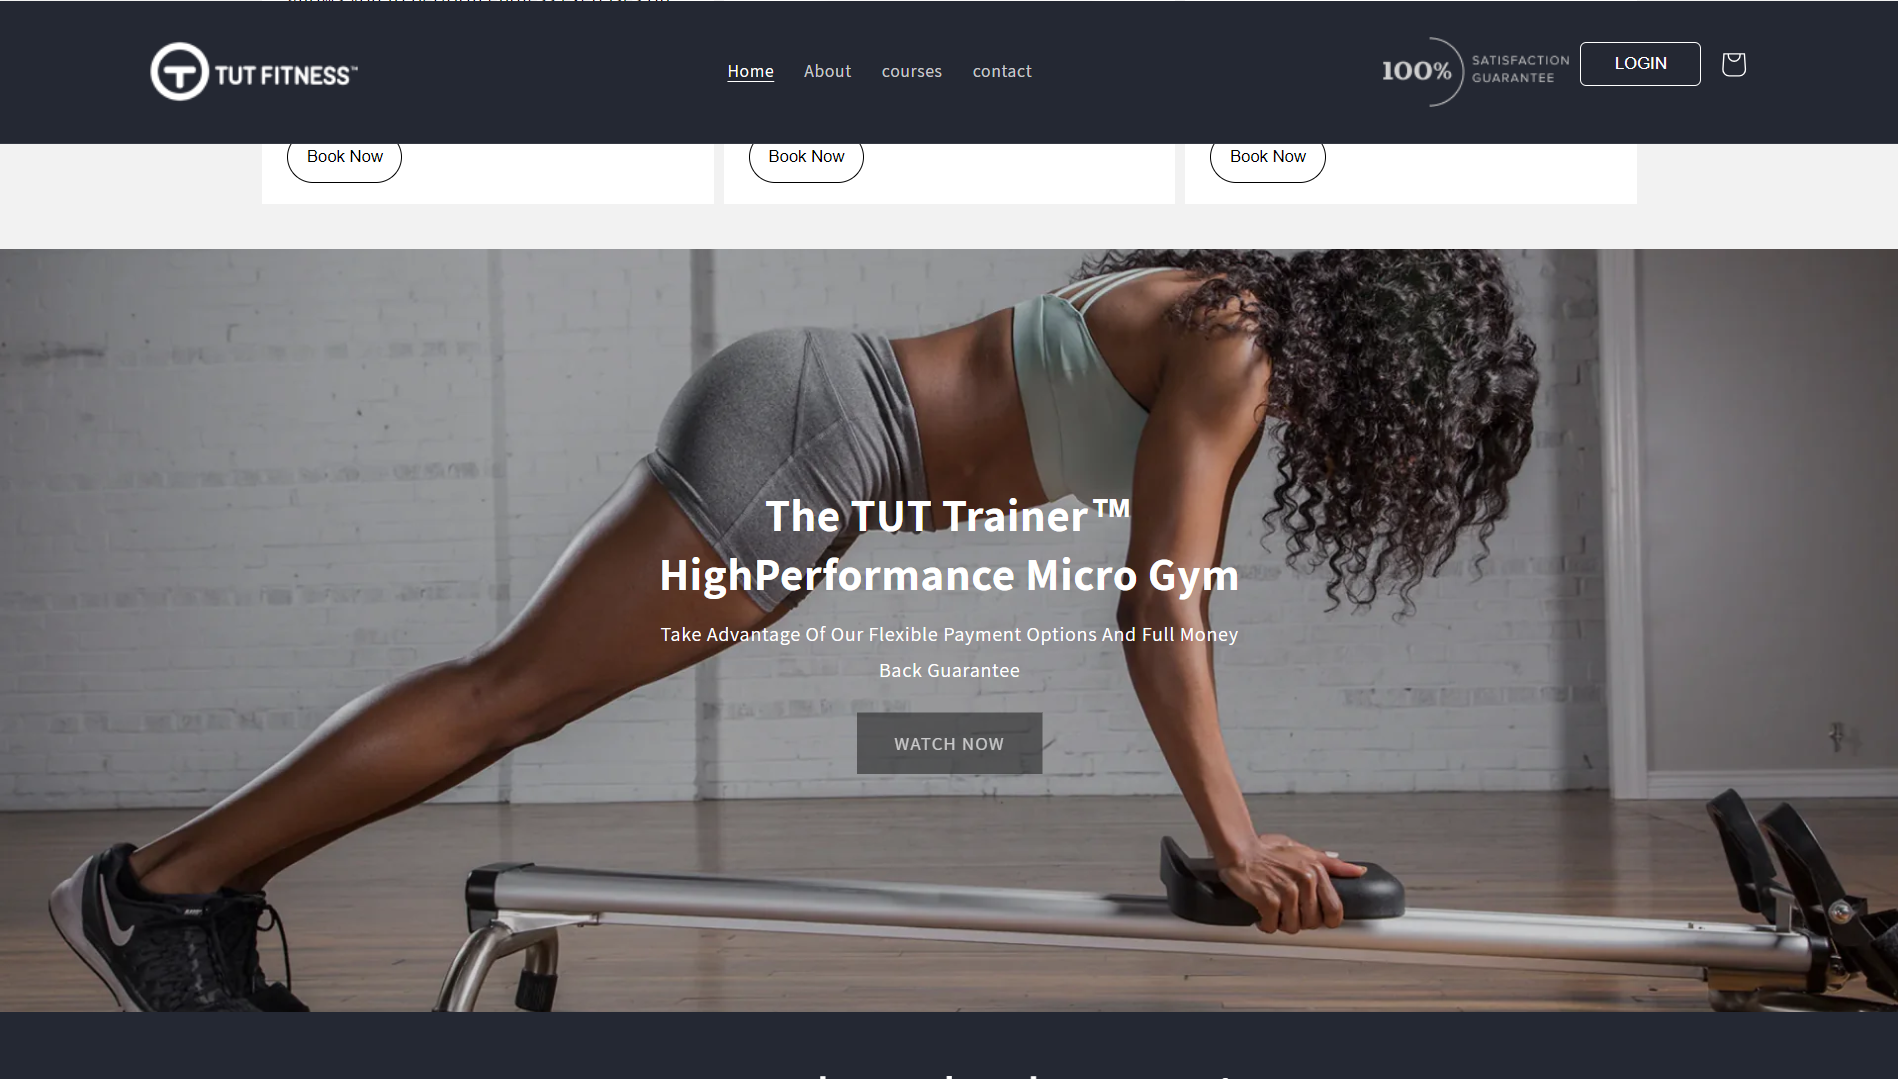 TUT FITNESS™
Home
About
courses
contact
100%
SATISFACTION
GUARANTEE
LOGIN
Book Now
Book Now
Book Now
The TUT Trainer™
HighPerformance Micro Gym
Take Advantage Of Our Flexible Payment Options And Full Money
Back Guarantee
WATCH NOW